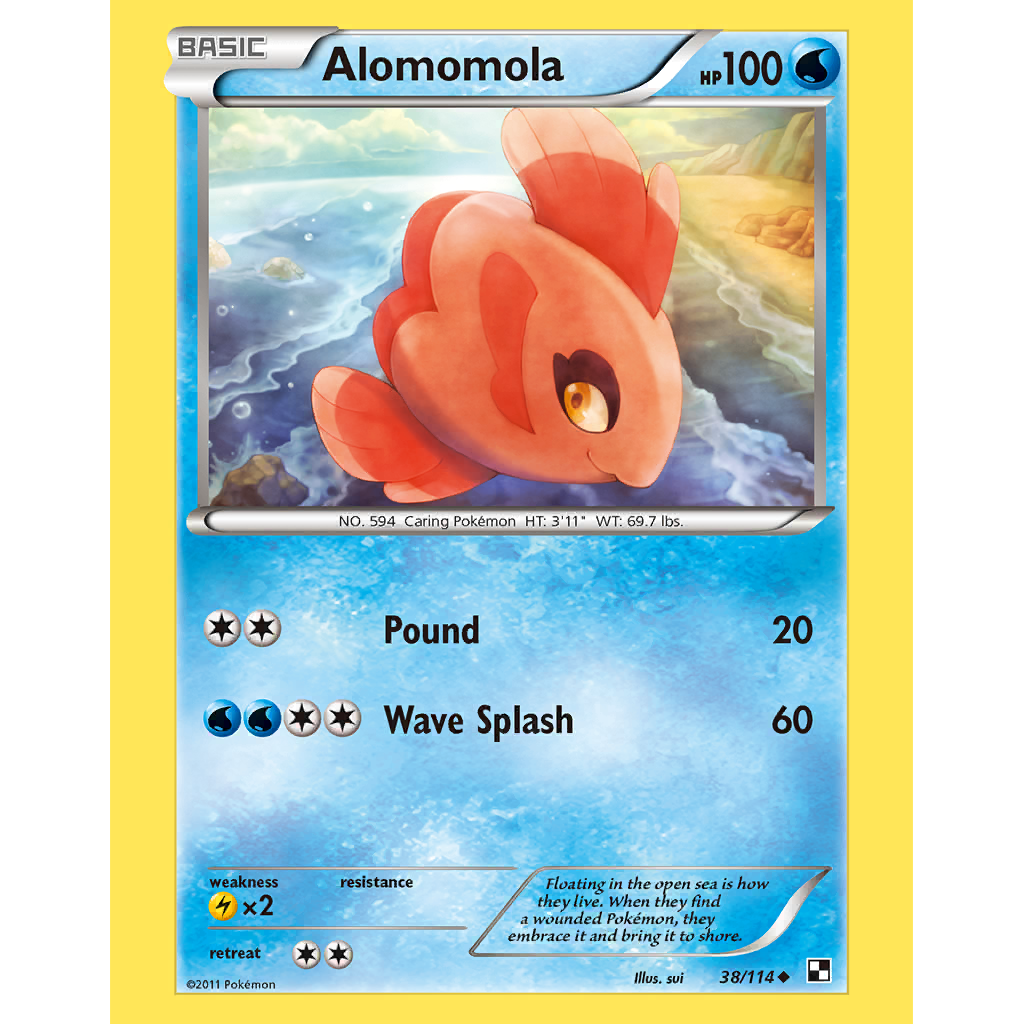 BASIC
Alomomola
HP 100
NO. 594 Caring Pokémon HT: 3'11" WT: 69.7 lbs.
Pound 20
Wave Splash 60
weakness resistance
×2
Floating in the open sea is how
they live. When they find
a wounded Pokémon, they
embrace it and bring it to shore.
retreat
©2011 Pokémon
Illus. sui 38/114